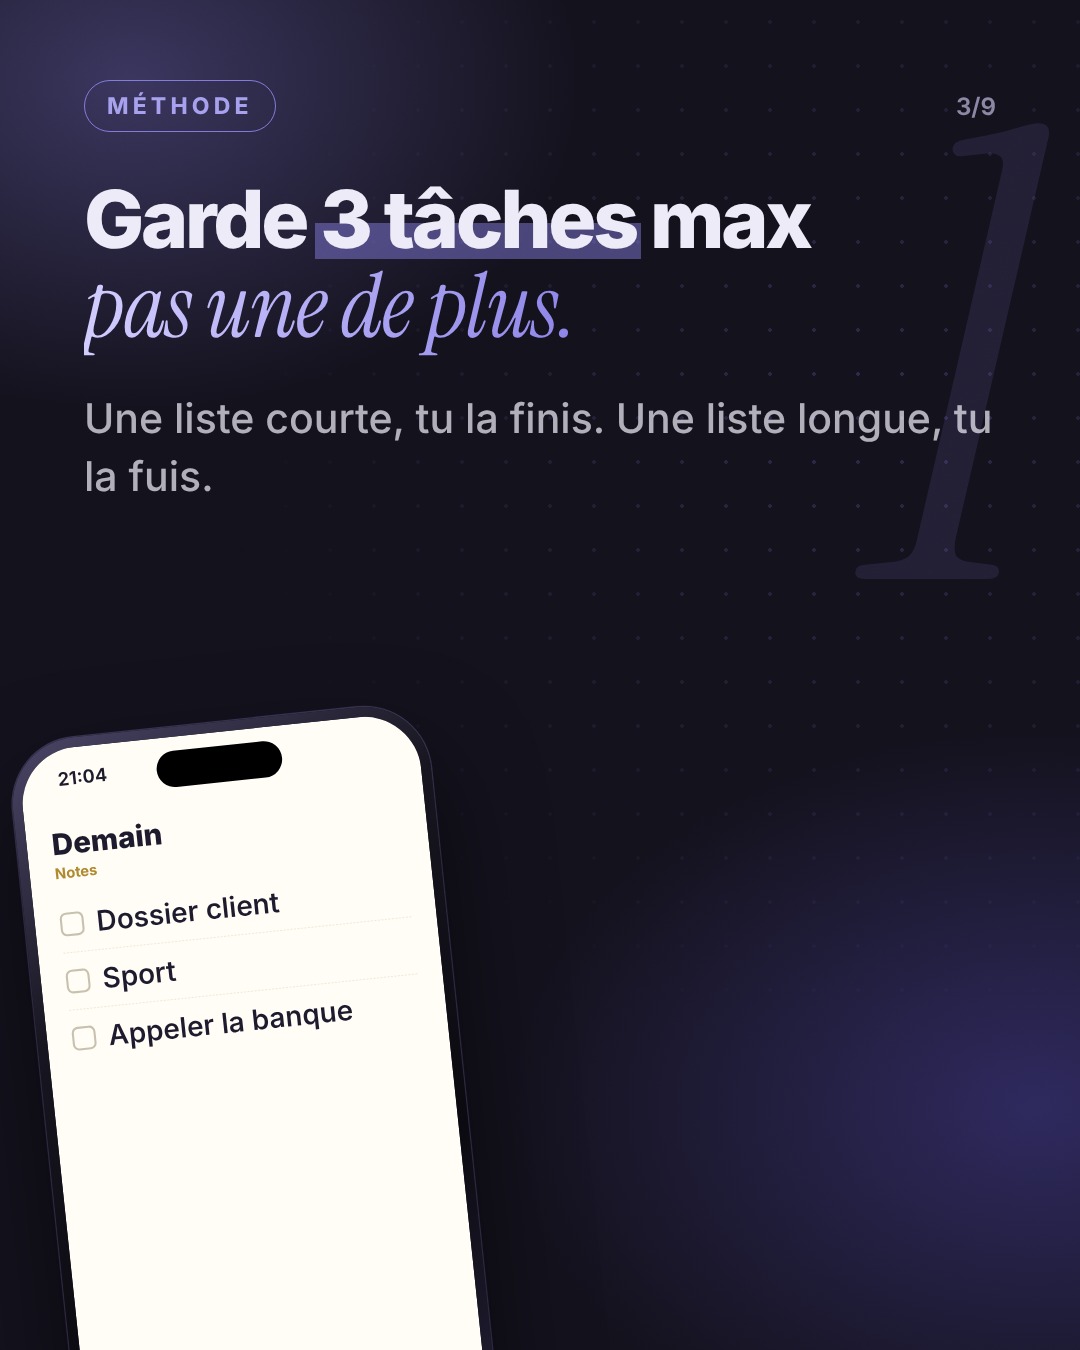 MÉTHODE
3/9
1
Garde 3 tâches max
pas une de plus.
Une liste courte, tu la finis. Une liste longue, tu
la fuis.
21:04
Demain
Notes
Dossier client
Sport
Appeler la banque